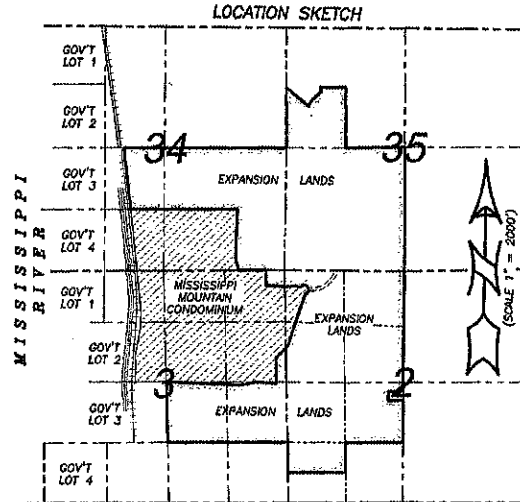 LOCATION SKETCH
GOV'T
LOT 1
GOV'T
LOT 2
34
35
GOV'T
LOT 3
EXPANSION LANDS
GOV'T
LOT 4
MISSISSIPPI
RIVER
GOV'T
LOT 1
MISSISSIPPI
MOUNTAIN
CONDOMINUM
EXPANSION
LANDS
(SCALE 1", = 2000')
GOV'T
LOT 2
3
2
GOV'T
LOT 3
EXPANSION LANDS
GOV'T
LOT 4